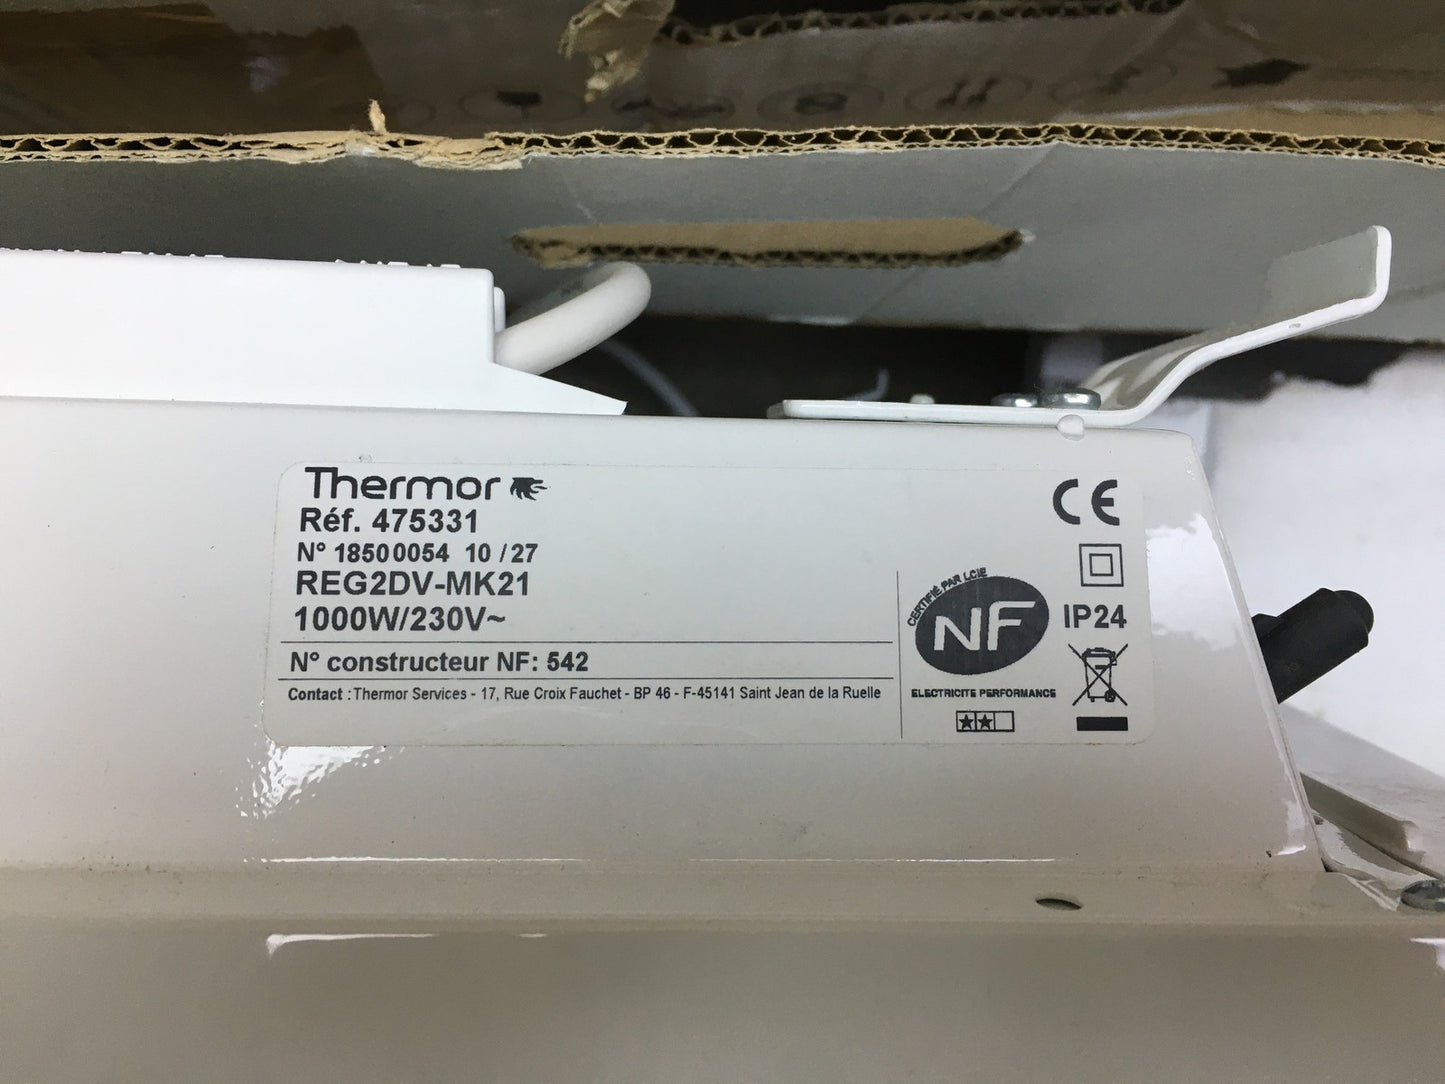 Thermor
Réf. 475331
N° 18500054 10 / 27
REG2DV-MK21
1000W/230V~
N° constructeur NF: 542
Contact : Thermor Services - 17, Rue Croix Fauchet - BP 46 - F-45141 Saint Jean de la Ruelle
CE
CERTIFIÉ PAR LCIE
NF
IP24
ELECTRICITE PERFORMANCE